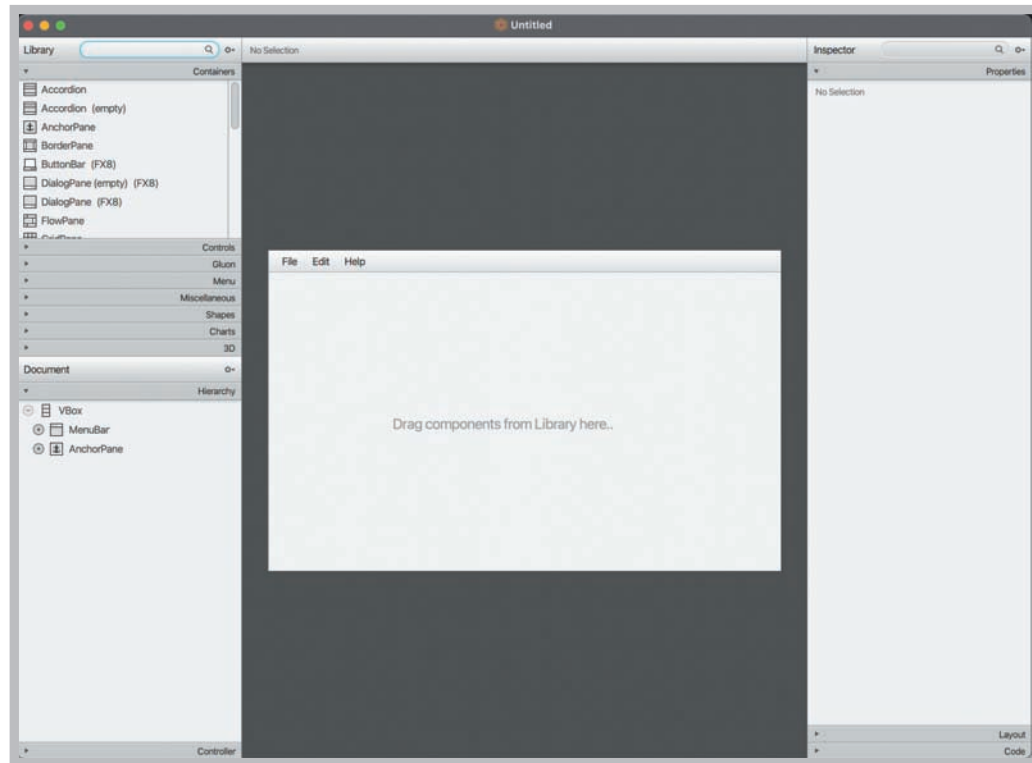 Untitled
Library
No Selection
Inspector
Containers
Properties
Accordion
Accordion (empty)
AnchorPane
BorderPane
ButtonBar (FX8)
DialogPane (empty) (FX8)
DialogPane (FX8)
FlowPane
Controls
Gluon
Menu
Miscellaneous
Shapes
Charts
3D
Document
Hierarchy
VBox
MenuBar
AnchorPane
Controller
File Edit Help
Drag components from Library here..
No Selection
Layout
Code